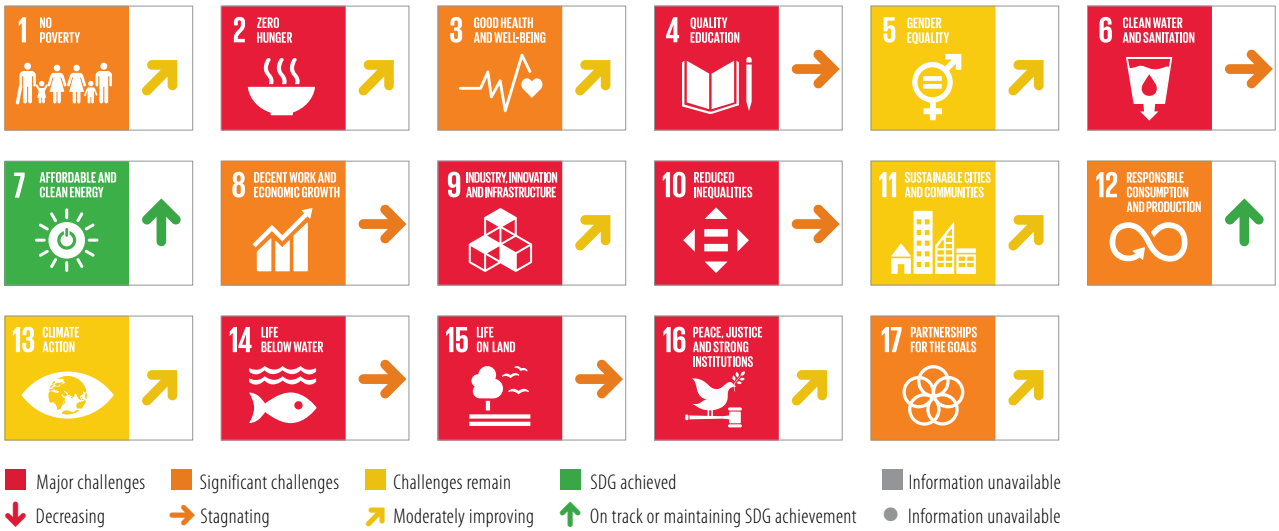 1 NO
POVERTY
2 ZERO
HUNGER
3 GOOD HEALTH
AND WELL-BEING
4 QUALITY
EDUCATION
5 GENDER
EQUALITY
6 CLEAN WATER
AND SANITATION
7 AFFORDABLE AND
CLEAN ENERGY
8 DECENT WORK AND
ECONOMIC GROWTH
9 INDUSTRY, INNOVATION
AND INFRASTRUCTURE
10 REDUCED
INEQUALITIES
11 SUSTAINABLE CITIES
AND COMMUNITIES
12 RESPONSIBLE
CONSUMPTION
AND PRODUCTION
13 CLIMATE
ACTION
14 LIFE
BELOW WATER
15 LIFE
ON LAND
16 PEACE, JUSTICE
AND STRONG
INSTITUTIONS
17 PARTNERSHIPS
FOR THE GOALS
Major challenges Significant challenges Challenges remain SDG achieved Information unavailable
Decreasing Stagnating Moderately improving On track or maintaining SDG achievement Information unavailable